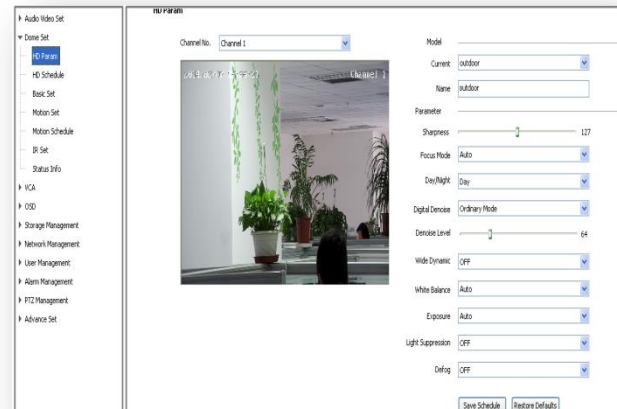 HD Param
Audio Video Set
Dome Set
HD Param
HD Schedule
Basic Set
Motion Set
Motion Schedule
IR Set
Status Info
VCA
OSD
Storage Management
Network Management
User Management
Alarm Management
PTZ Management
Advance Set
Channel No. Channel 1
Channel 1
Model
Current outdoor
Name outdoor
Parameter
Sharpness 127
Focus Mode Auto
Day/Night Day
Digital Denoise Ordinary Mode
Denoise Level 64
Wide Dynamic OFF
White Balance Auto
Exposure Auto
Light Suppression OFF
Defog OFF
Save Schedule Restore Defaults